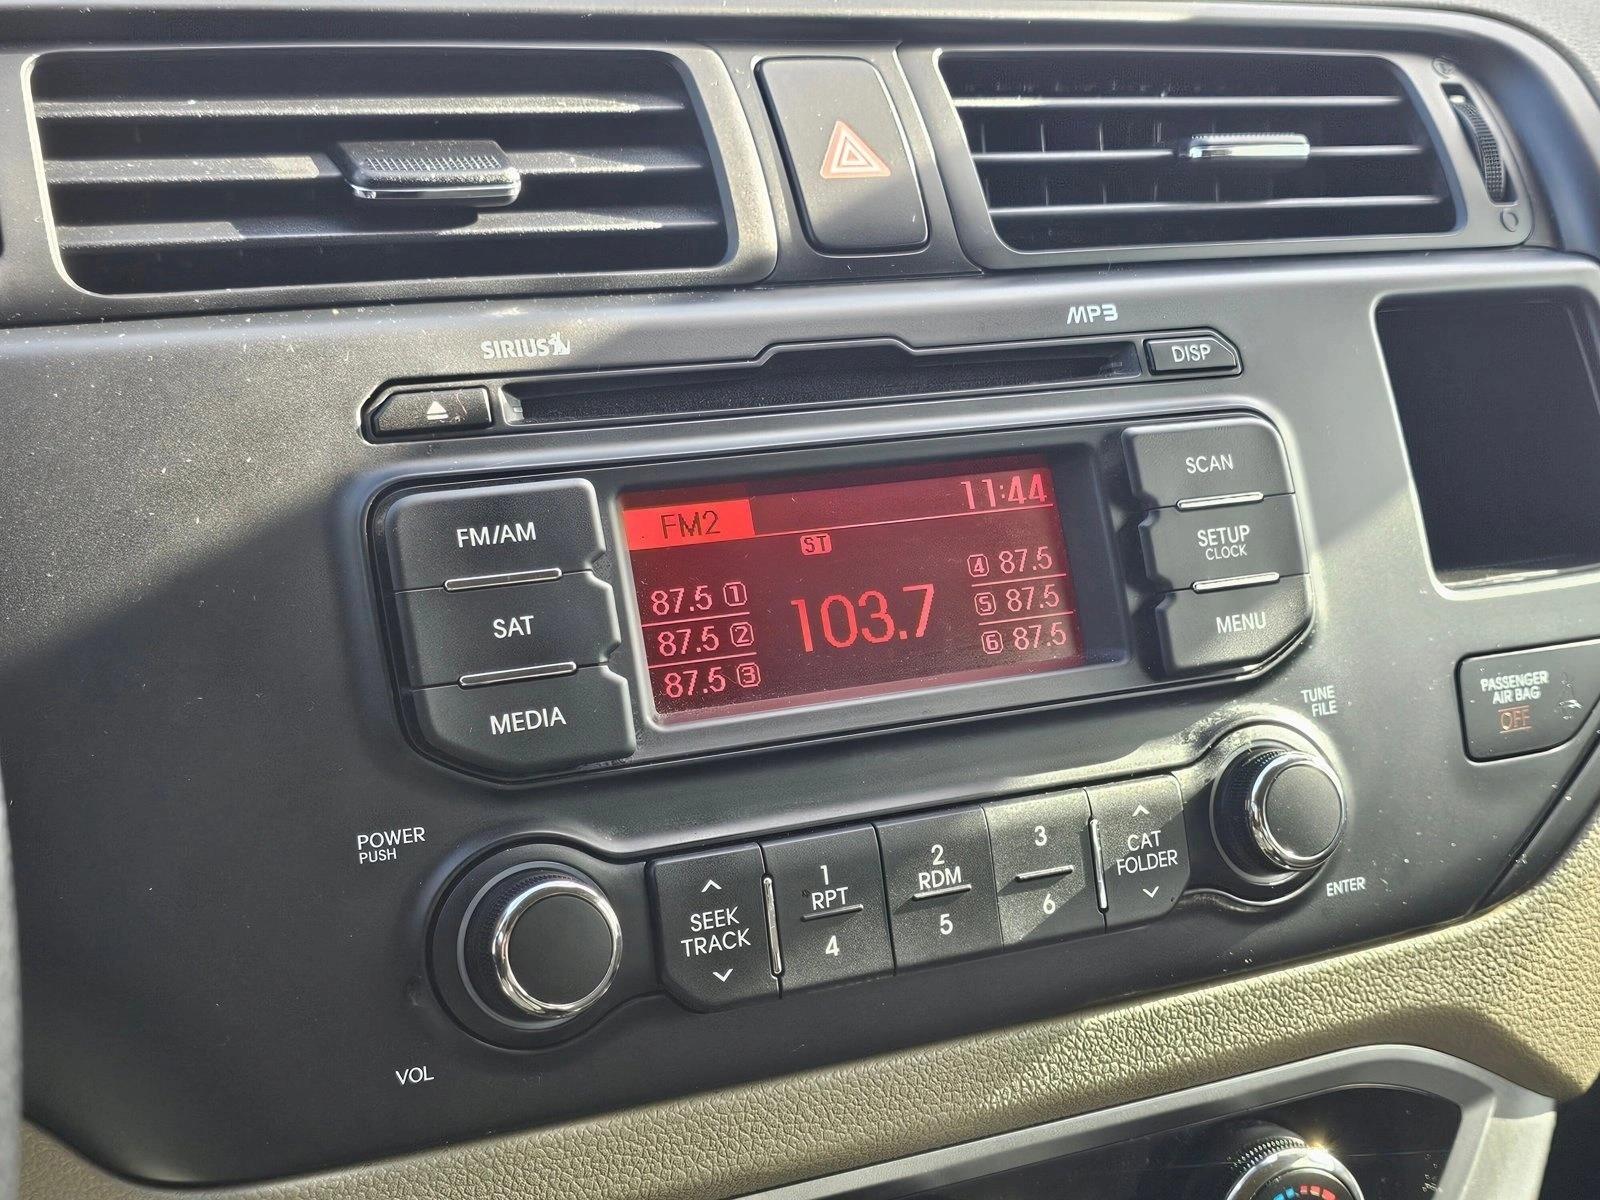 SIRIUS
MP3
DISP
FM/AM
SAT
MEDIA
FM2
11:44
ST
87.5 1
87.5 2
87.5 3
103.7
4 87.5
5 87.5
6 87.5
SCAN
SETUP
CLOCK
MENU
PASSENGER
AIR BAG
OFF
TUNE
FILE
POWER
PUSH
VOL
SEEK
TRACK
1
RPT
4
2
RDM
5
3
6
CAT
FOLDER
ENTER